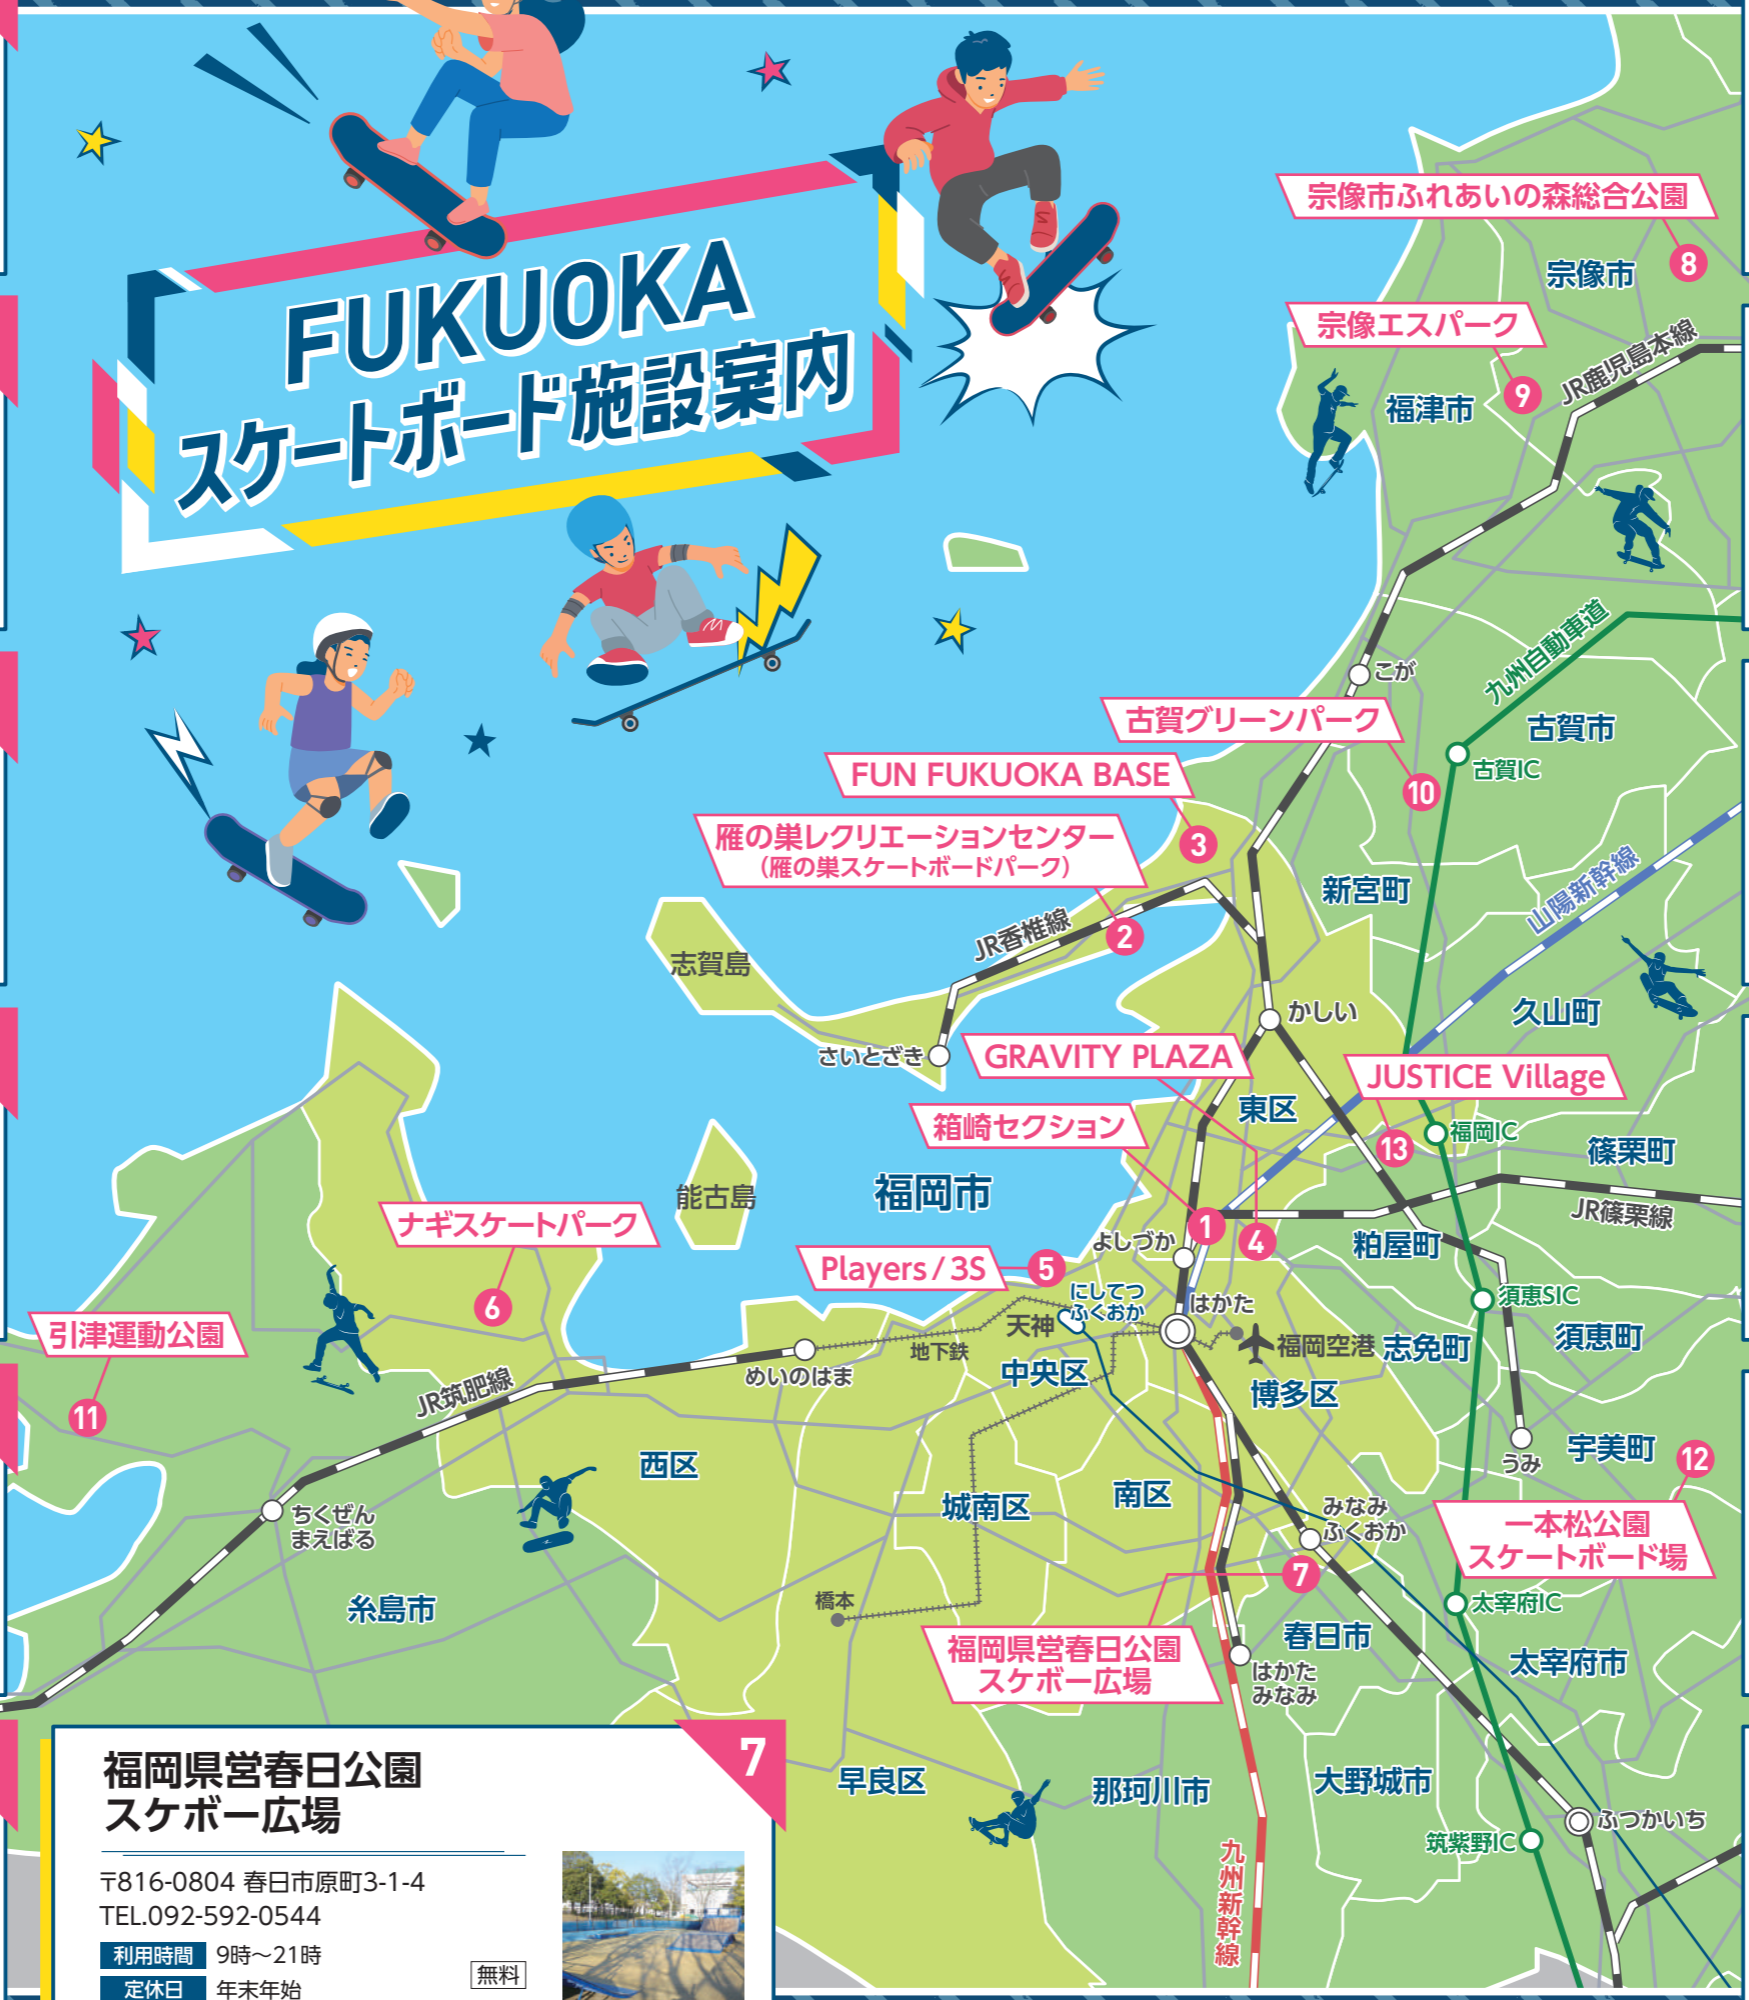 FUKUOKA
スケートボード施設案内
宗像市ふれあいの森総合公園
8
宗像市
宗像エスパーク
9
JR鹿児島本線
福津市
九州自動車道
こが
古賀グリーンパーク
古賀市
古賀IC
10
FUN FUKUOKA BASE
3
雁の巣レクリエーションセンター
（雁の巣スケートボードパーク）
2
新宮町
山陽新幹線
JR香椎線
志賀島
久山町
かしい
さいとざき
GRAVITY PLAZA
JUSTICE Village
東区
箱崎セクション
福岡IC
13
篠栗町
福岡市
能古島
JR篠栗線
ナギスケートパーク
1
4
よしづか
粕屋町
Players / 3S
5
にしてつ
ふくおか
はかた
須恵SIC
6
引津運動公園
天神
地下鉄
福岡空港
志免町
須恵町
めいのはま
中央区
博多区
JR筑肥線
11
うみ
宇美町
12
西区
城南区
南区
みなみ
ふくおか
一本松公園
スケートボード場
ちくぜん
まえばる
7
橋本
太宰府IC
糸島市
福岡県営春日公園
スケボー広場
春日市
太宰府市
はかた
みなみ
早良区
那珂川市
大野城市
ふつかいち
筑紫野IC
九州新幹線
7
福岡県営春日公園
スケボー広場
〒816-0804 春日市原町3-1-4
TEL.092-592-0544
利用時間 9時～21時
無料
定休日 年末年始